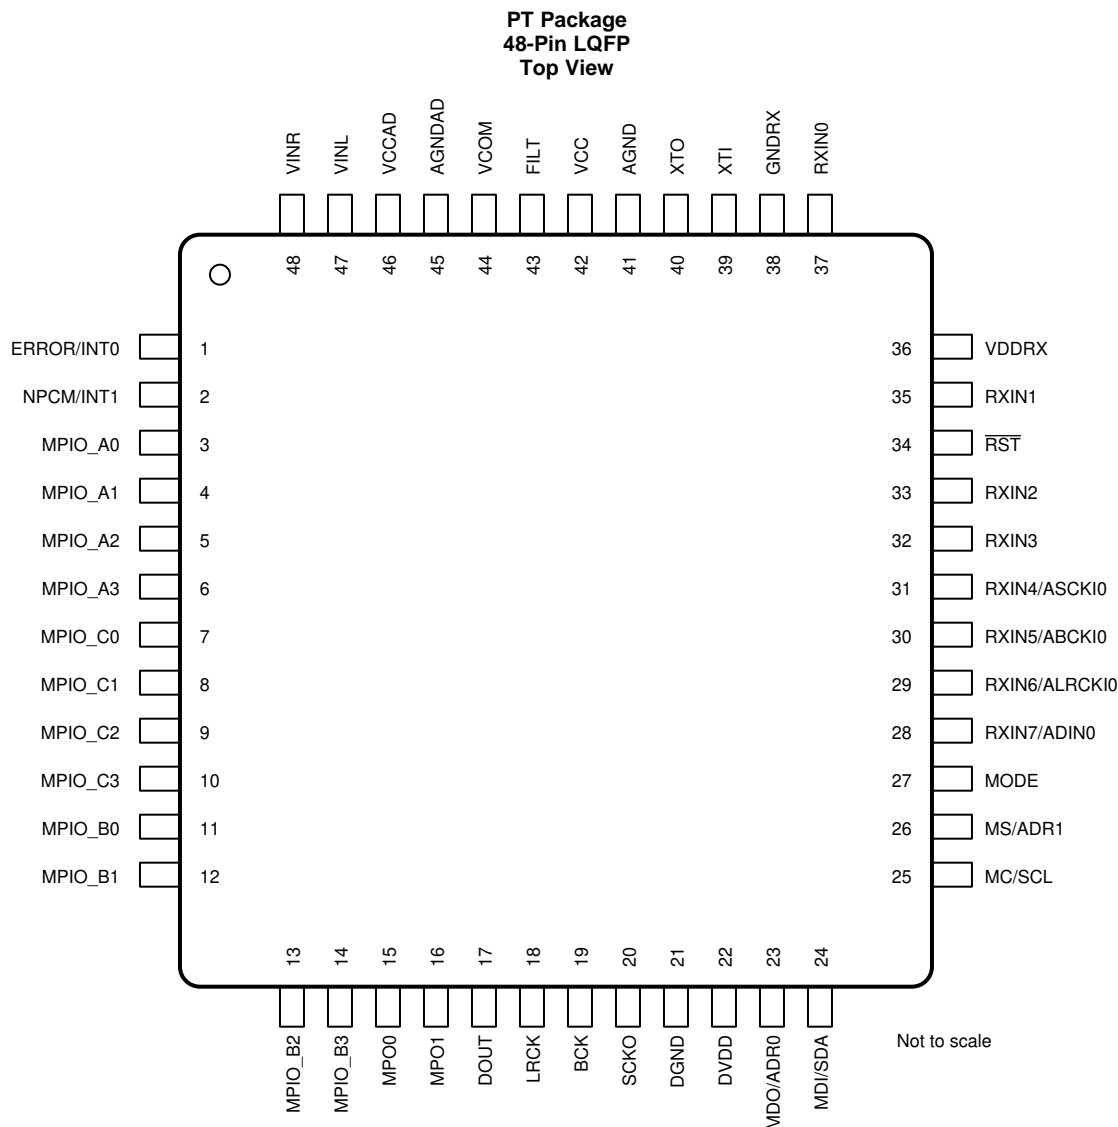 PT Package
48-Pin LQFP
Top View
VINR
VINL
VCCAD
AGNDAD
VCOM
FILT
VCC
AGND
XTO
XTI
GNDRX
RXIN0
48
47
46
45
44
43
42
41
40
39
38
37
ERROR/INT0 1
NPCM/INT1 2
MPIO_A0 3
MPIO_A1 4
MPIO_A2 5
MPIO_A3 6
MPIO_C0 7
MPIO_C1 8
MPIO_C2 9
MPIO_C3 10
MPIO_B0 11
MPIO_B1 12
36 VDDRX
35 RXIN1
34 RST
33 RXIN2
32 RXIN3
31 RXIN4/ASCKI0
30 RXIN5/ABCKI0
29 RXIN6/ALRCKI0
28 RXIN7/ADIN0
27 MODE
26 MS/ADR1
25 MC/SCL
13
14
15
16
17
18
19
20
21
22
23
24
MPIO_B2
MPIO_B3
MPO0
MPO1
DOUT
LRCK
BCK
SCKO
DGND
DVDD
MDO/ADR0
MDI/SDA
Not to scale